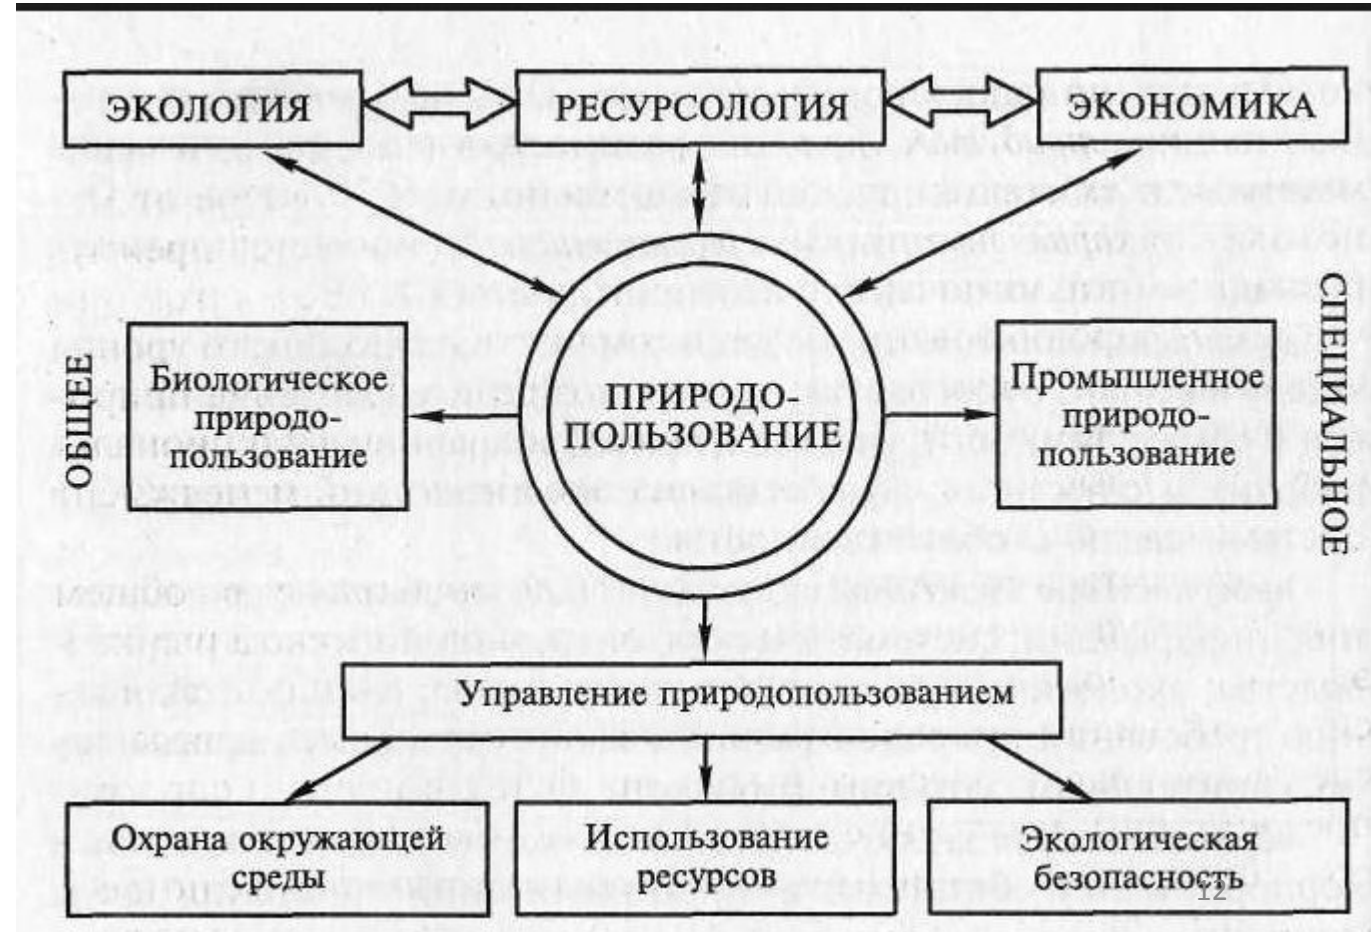 ЭКОЛОГИЯ
РЕСУРСОЛОГИЯ
ЭКОНОМИКА
ОБЩЕЕ
Биологическое
природо-
пользование
ПРИРОДО-
ПОЛЬЗОВАНИЕ
Промышленное
природо-
пользование
СПЕЦИАЛЬНОЕ
Управление природопользованием
Охрана окружающей
среды
Использование
ресурсов
Экологическая
безопасность
12